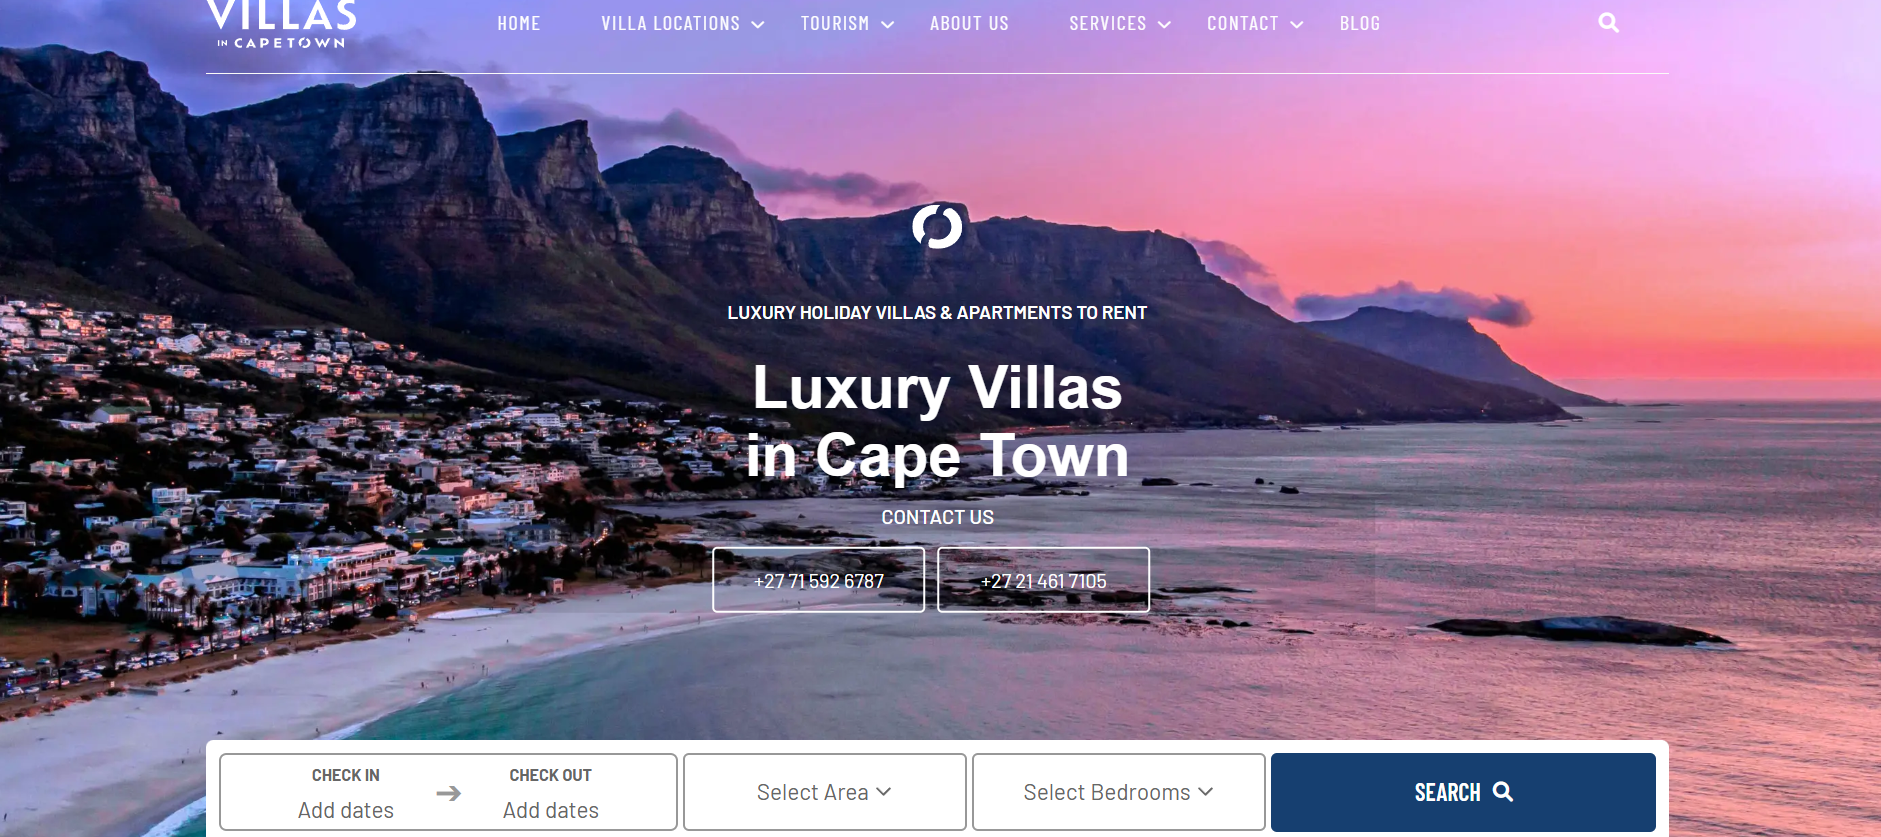 VILLAS
IN CAPETOWN
HOME VILLA LOCATIONS TOURISM ABOUT US SERVICES CONTACT BLOG
LUXURY HOLIDAY VILLAS & APARTMENTS TO RENT
Luxury Villas
in Cape Town
CONTACT US
+27 71 592 6787 +27 21 461 7105
CHECK IN CHECK OUT
Add dates Add dates
Select Area Select Bedrooms SEARCH